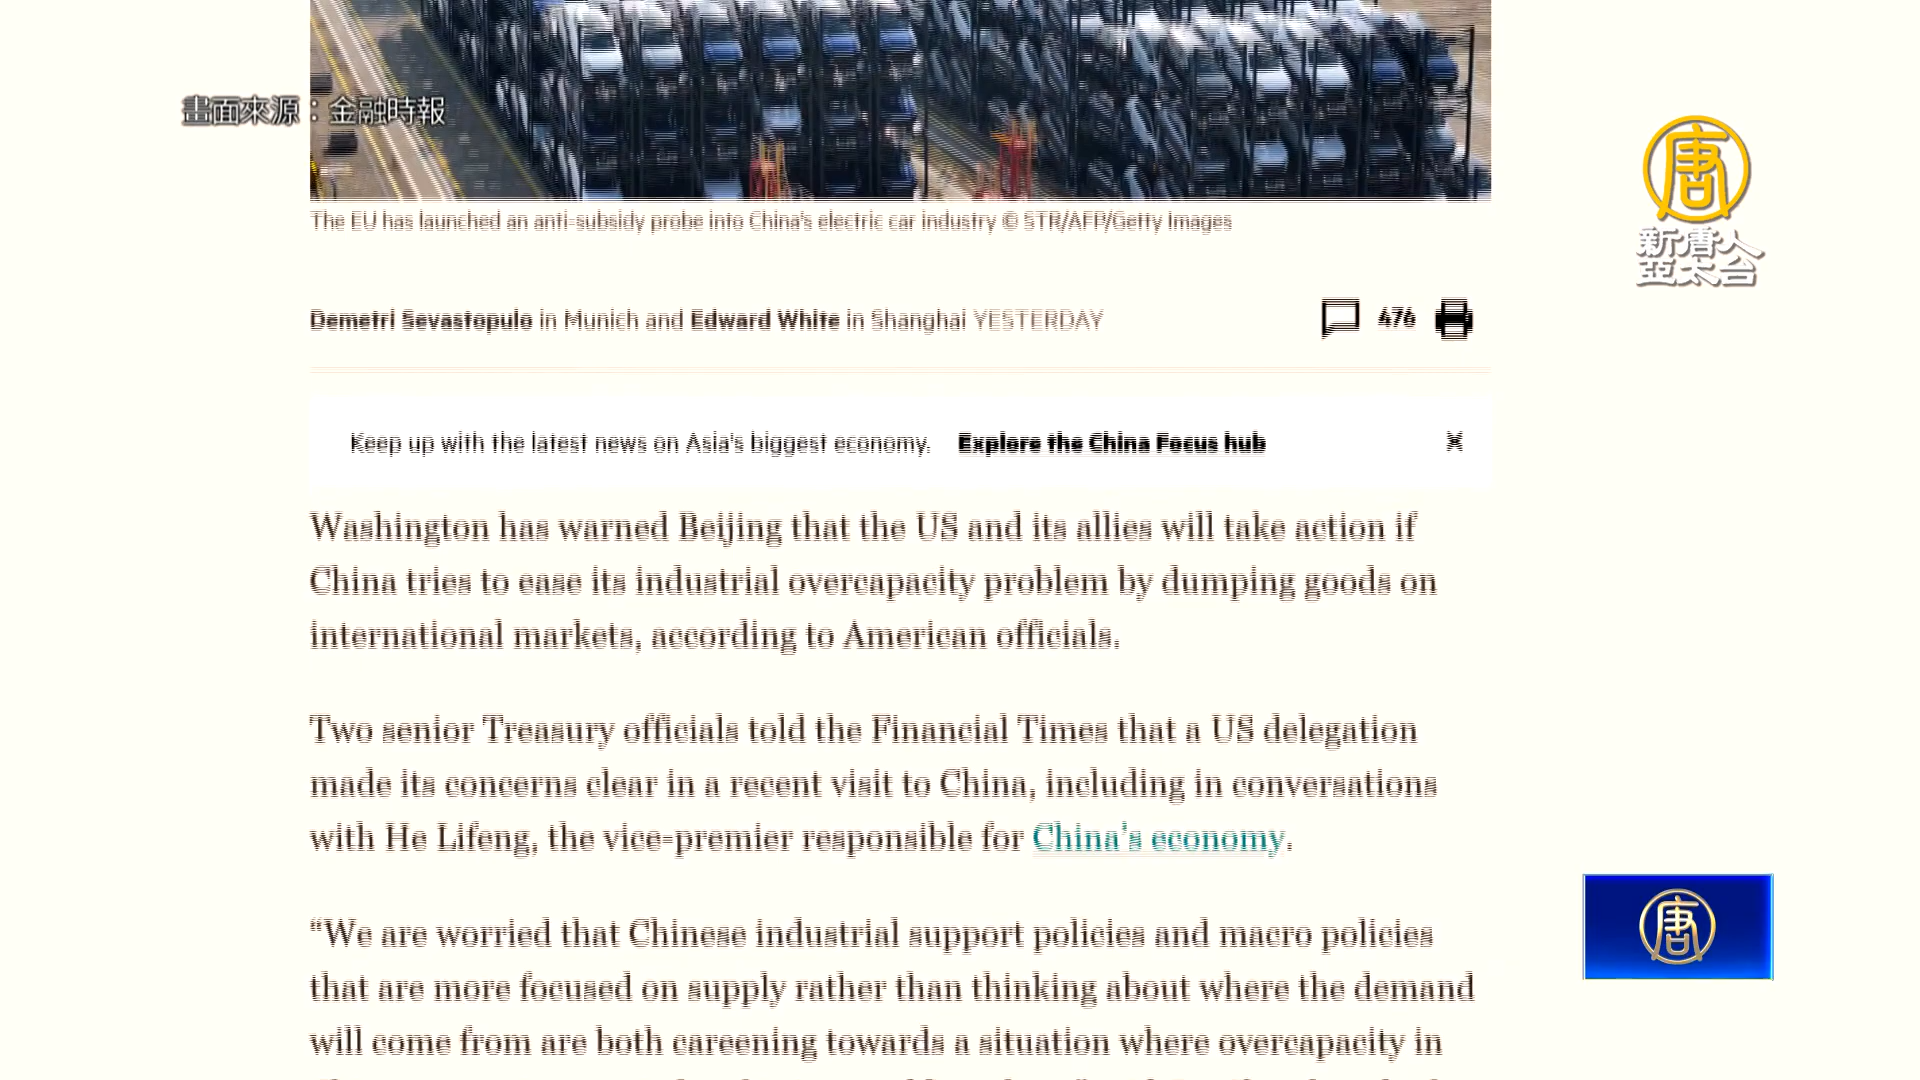 畫面來源：金融時報
唐
新唐人
亞太台
The EU has launched an anti-subsidy probe into China's electric car industry © STR/AFP/Getty Images
Demetri Sevastopulo in Munich and Edward White in Shanghai YESTERDAY
476
Keep up with the latest news on Asia's biggest economy. Explore the China Focus hub
Washington has warned Beijing that the US and its allies will take action if
China tries to ease its industrial overcapacity problem by dumping goods on
international markets, according to American officials.
Two senior Treasury officials told the Financial Times that a US delegation
made its concerns clear in a recent visit to China, including in conversations
with He Lifeng, the vice-premier responsible for China's economy.
“We are worried that Chinese industrial support policies and macro policies
that are more focused on supply rather than thinking about where the demand
will come from are both careening towards a situation where overcapacity in
唐